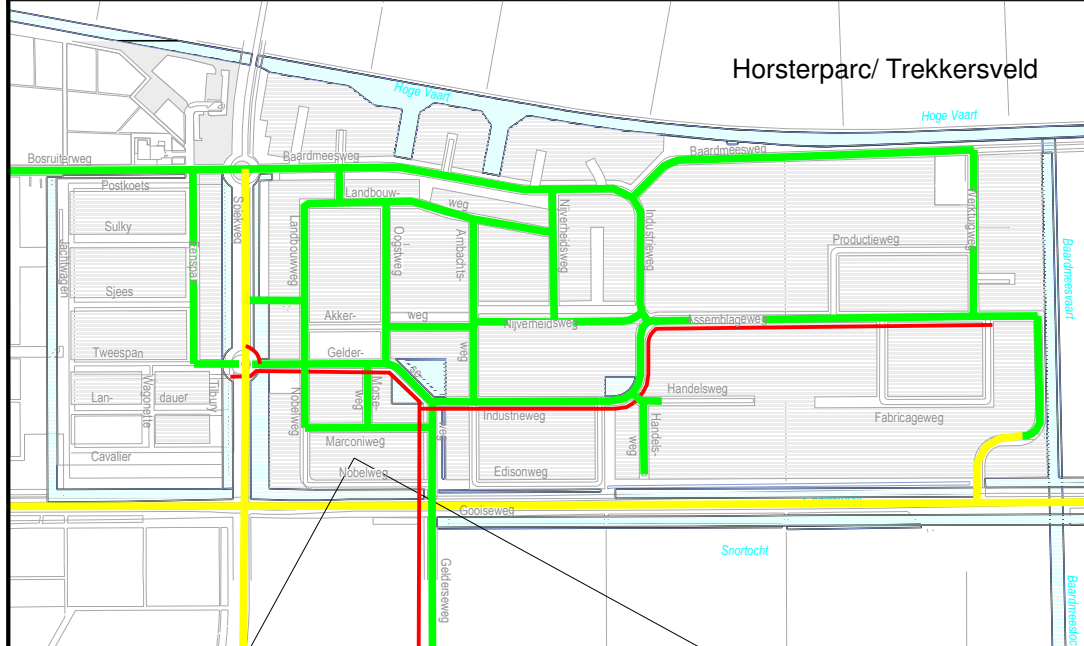 Horsterparc/ Trekkersveld
Hoge Vaart
Hoge Vaart
Bosruiterweg
Baardmeesweg
Baardmeesweg
Postkoets
Landbouw-
weg
Sulky
Spiekweg
Landbouwweg
Oogstweg
Ambachts-
weg
Nijverheidsweg
Industrieweg
Werktuigweg
Productieweg
Jachtwagen
Baardmeesvaart
Sjees
Akker-
weg
Nijverheidsweg
Assemblageweg
Tweespan
Gelder-
se-
weg
Lan-
dauer
Wagonette
Tilbury
Nobelweg
Morse-
weg
Industrieweg
Handelsweg
Handels-
weg
Fabricageweg
Marconiweg
Cavalier
Nobelweg
Edisonweg
Gooiseweg
Snortocht
Gelderseweg